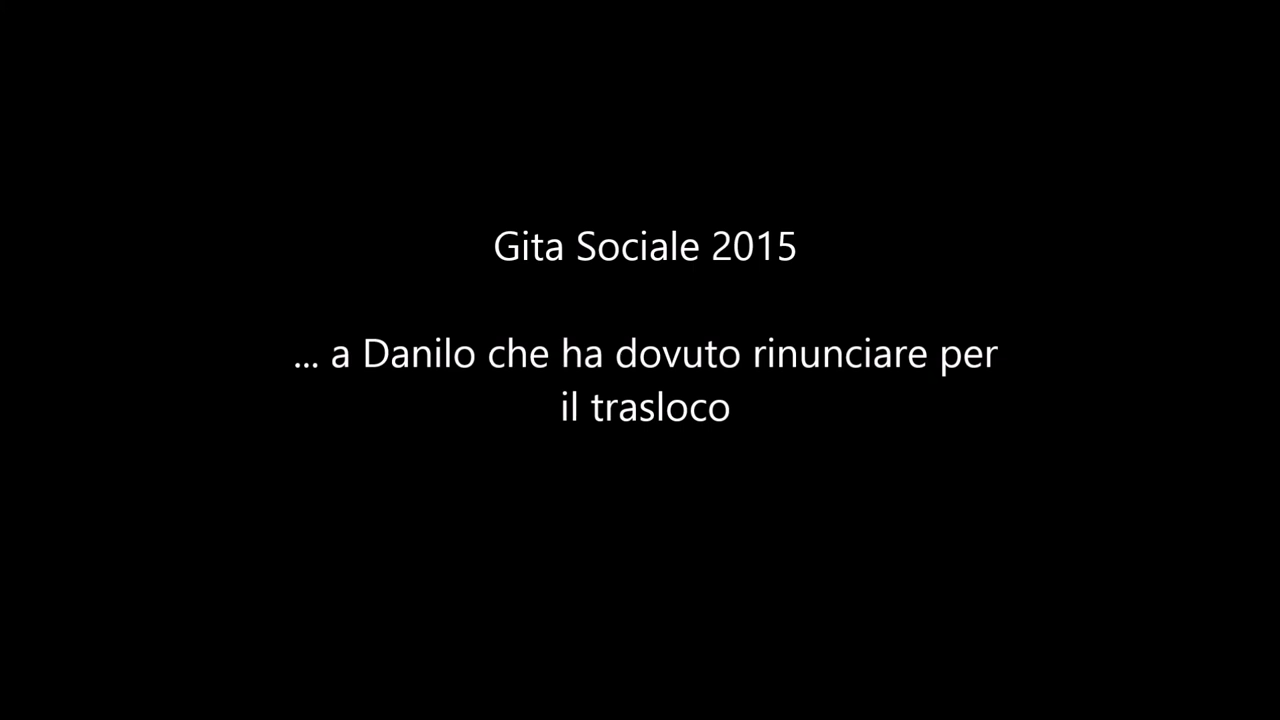 Gita Sociale 2015
... a Danilo che ha dovuto rinunciare per
il trasloco